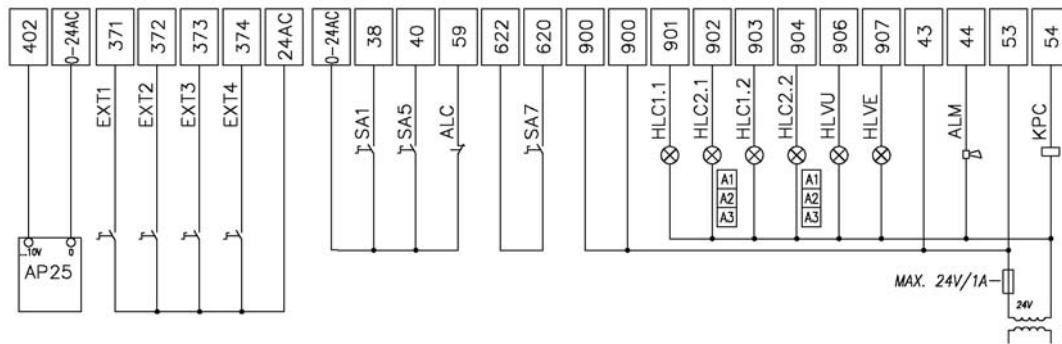 402
0-24AC
371
372
373
374
24AC
0-24AC
38
40
59
622
620
900
900
901
902
903
904
906
907
43
44
53
54
EXT1
EXT2
EXT3
EXT4
SA1
SA5
ALC
SA7
HLC1.1
HLC2.1
HLC1.2
HLC2.2
HLVU
HLVE
ALM
KPC
A1
A2
A3
A1
A2
A3
...10V
0
AP25
MAX. 24V/1A
24V